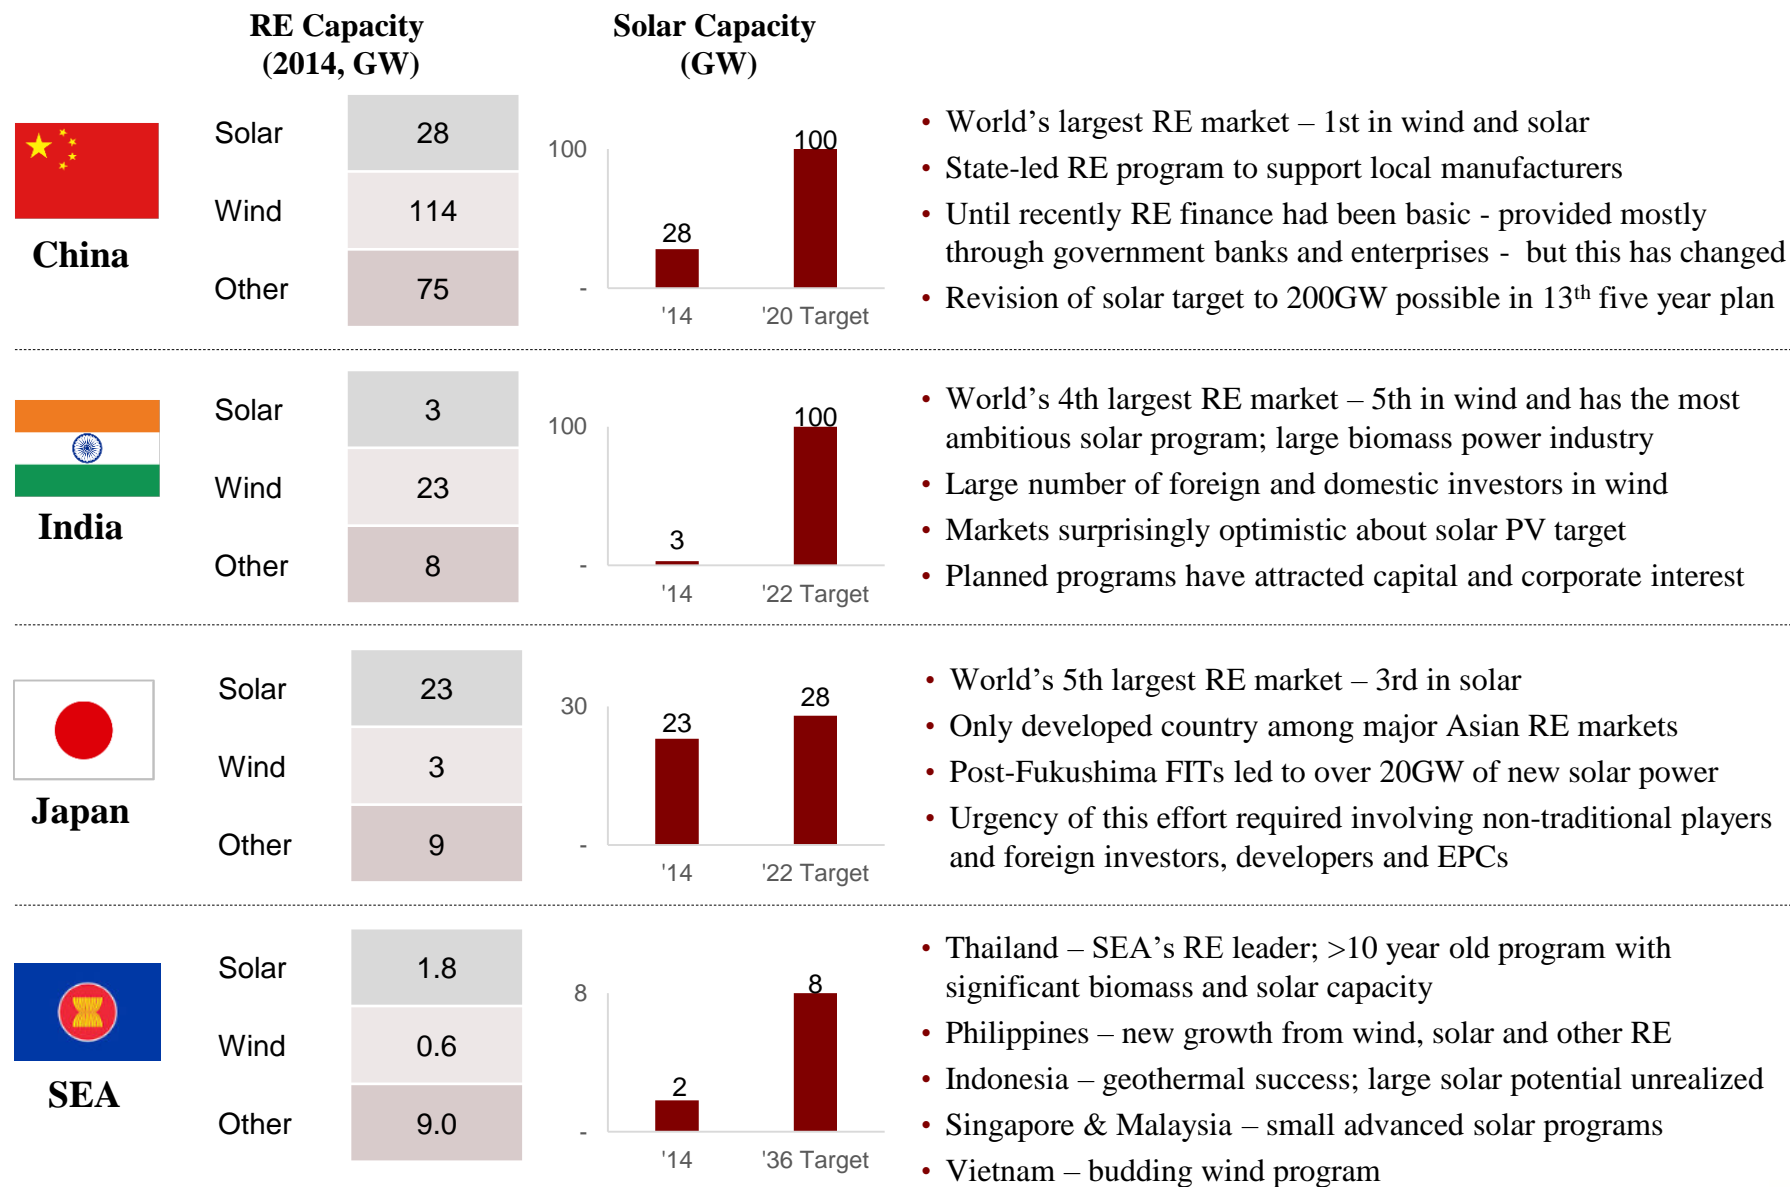 RE Capacity
(2014, GW)
Solar Capacity
(GW)
China
Solar 28
Wind 114
Other 75
100
-
28
100
'14
'20 Target
• World's largest RE market – 1st in wind and solar
• State-led RE program to support local manufacturers
• Until recently RE finance had been basic - provided mostly
through government banks and enterprises - but this has changed
• Revision of solar target to 200GW possible in 13th five year plan
India
Solar 3
Wind 23
Other 8
100
-
3
100
'14
'22 Target
• World's 4th largest RE market – 5th in wind and has the most
ambitious solar program; large biomass power industry
• Large number of foreign and domestic investors in wind
• Markets surprisingly optimistic about solar PV target
• Planned programs have attracted capital and corporate interest
Japan
Solar 23
Wind 3
Other 9
30
-
23
28
'14
'22 Target
• World's 5th largest RE market – 3rd in solar
• Only developed country among major Asian RE markets
• Post-Fukushima FITs led to over 20GW of new solar power
• Urgency of this effort required involving non-traditional players
and foreign investors, developers and EPCs
SEA
Solar 1.8
Wind 0.6
Other 9.0
8
-
2
8
'14
'36 Target
• Thailand – SEA's RE leader; >10 year old program with
significant biomass and solar capacity
• Philippines – new growth from wind, solar and other RE
• Indonesia – geothermal success; large solar potential unrealized
• Singapore & Malaysia – small advanced solar programs
• Vietnam – budding wind program